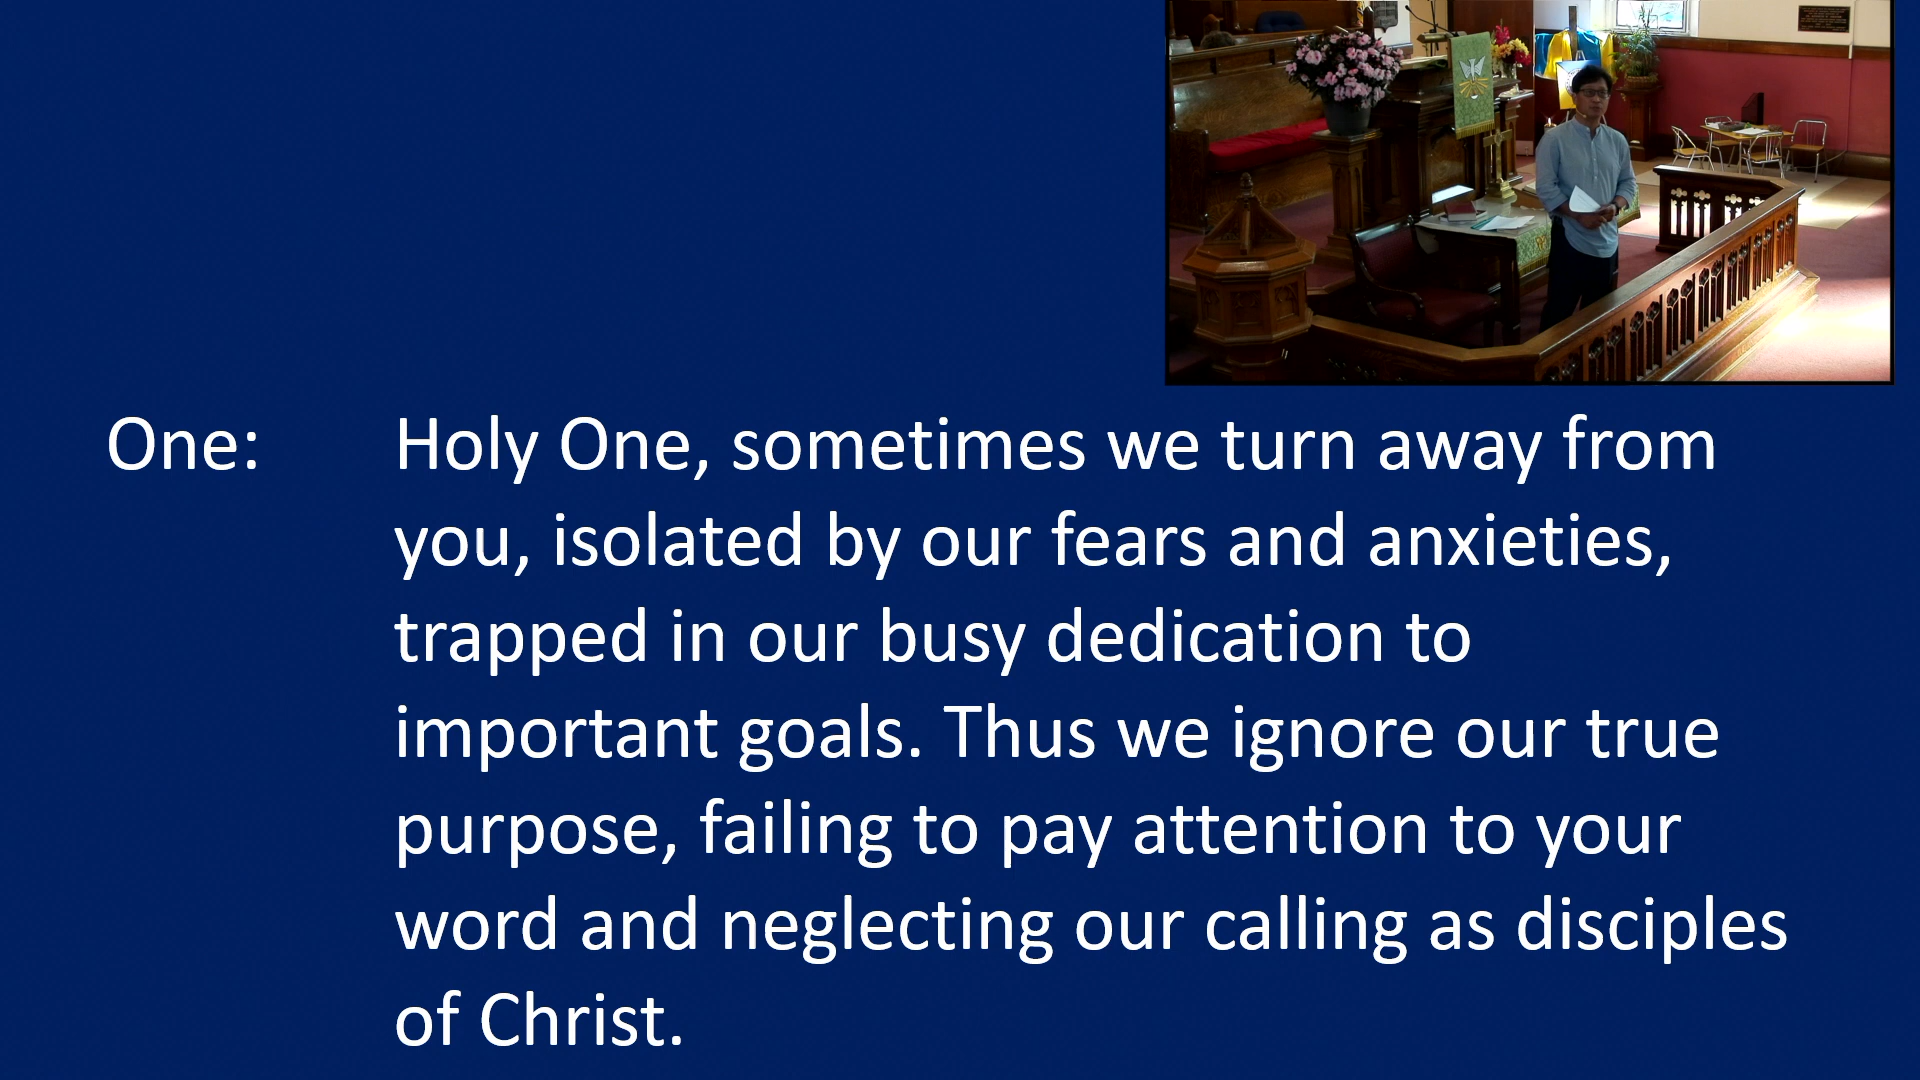 One: Holy One, sometimes we turn away from
you, isolated by our fears and anxieties,
trapped in our busy dedication to
important goals. Thus we ignore our true
purpose, failing to pay attention to your
word and neglecting our calling as disciples
of Christ.